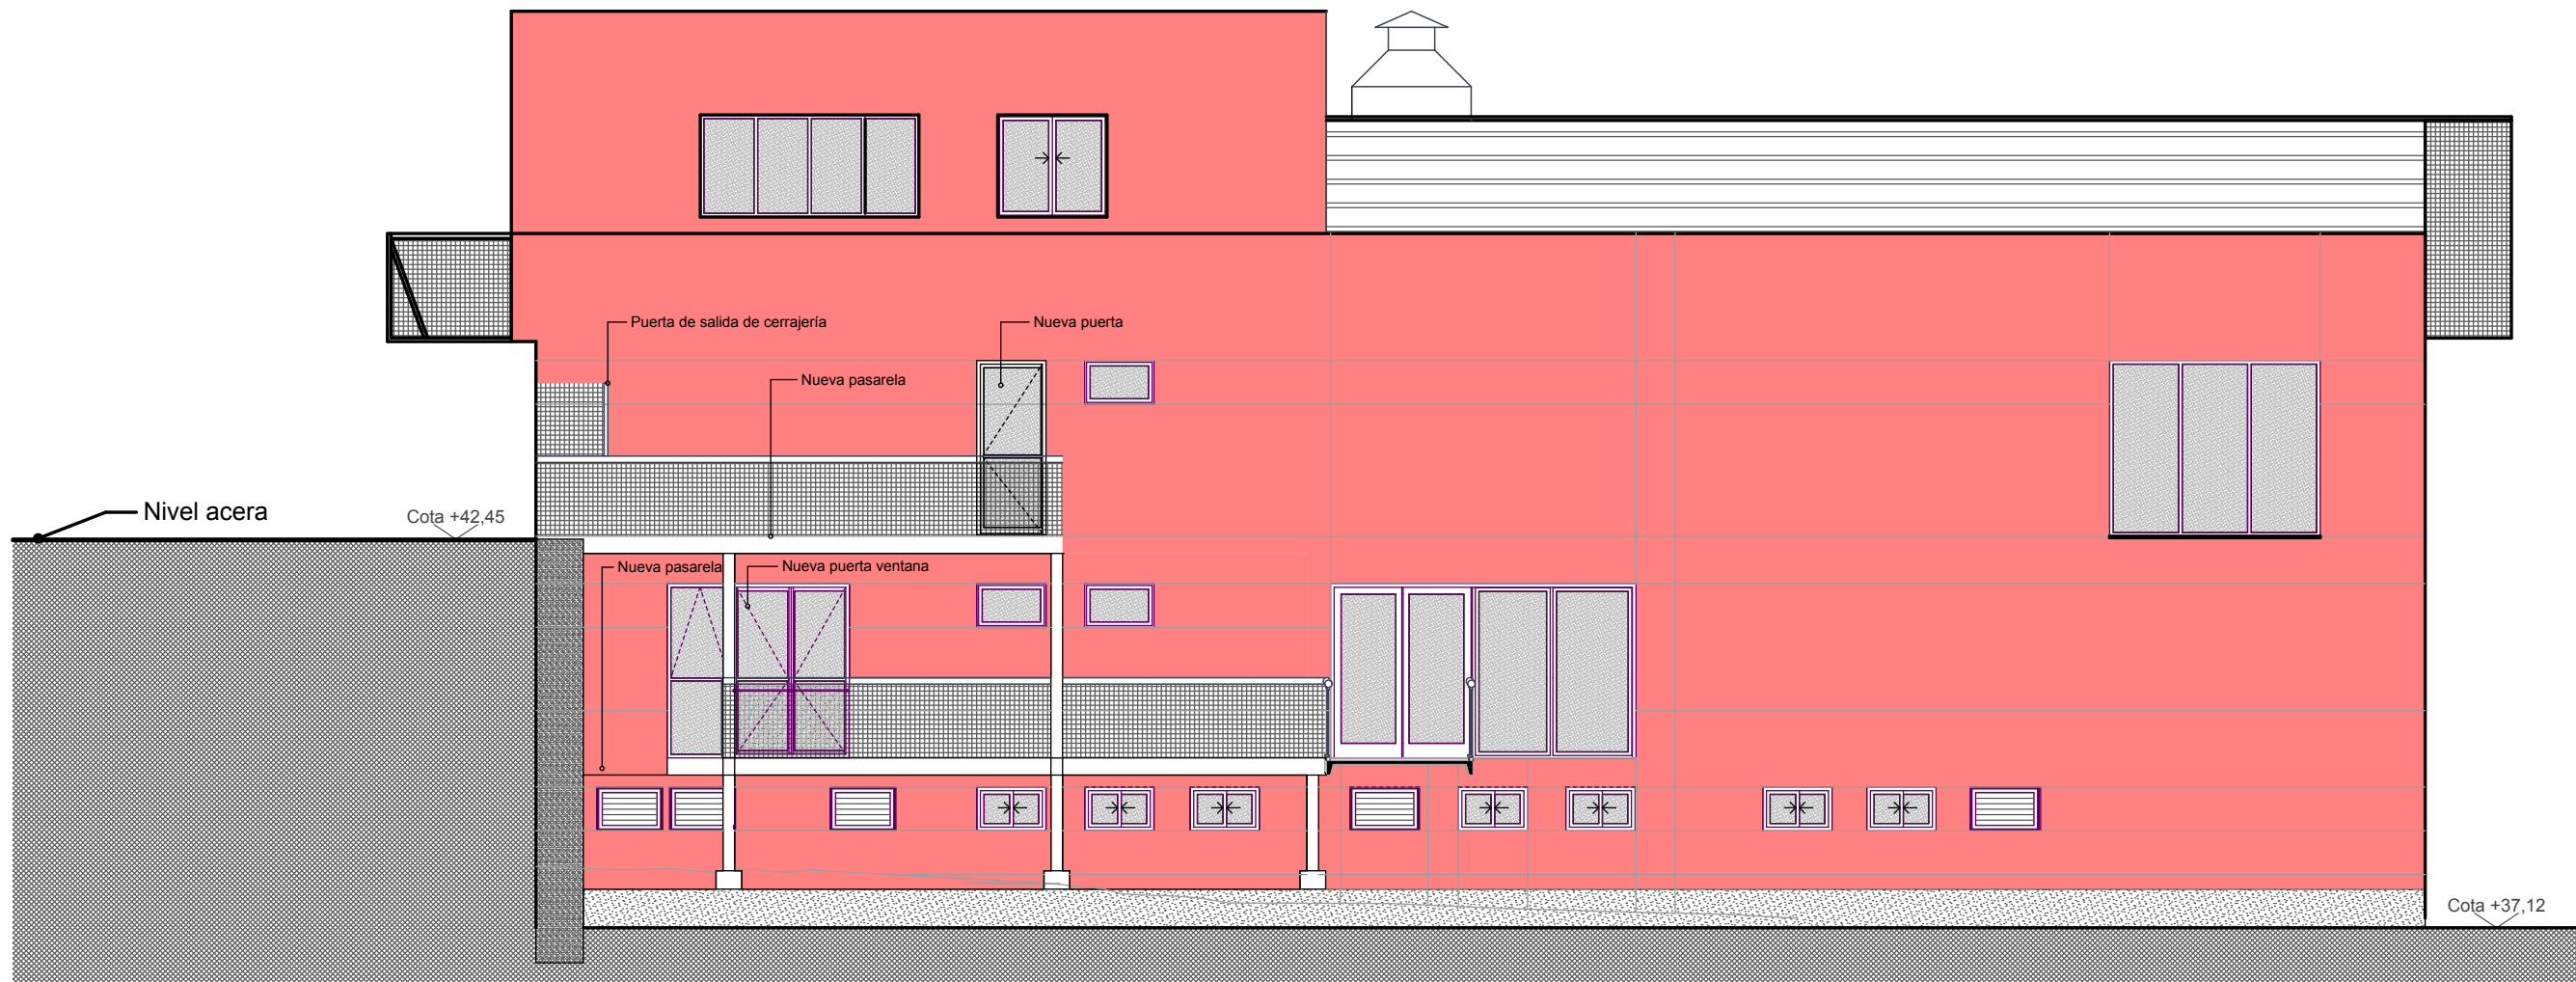 Puerta de salida de cerrajería
Nueva puerta
Nueva pasarela
Nivel acera
Cota +42,45
Nueva pasarela
Nueva puerta ventana
Cota +37,12